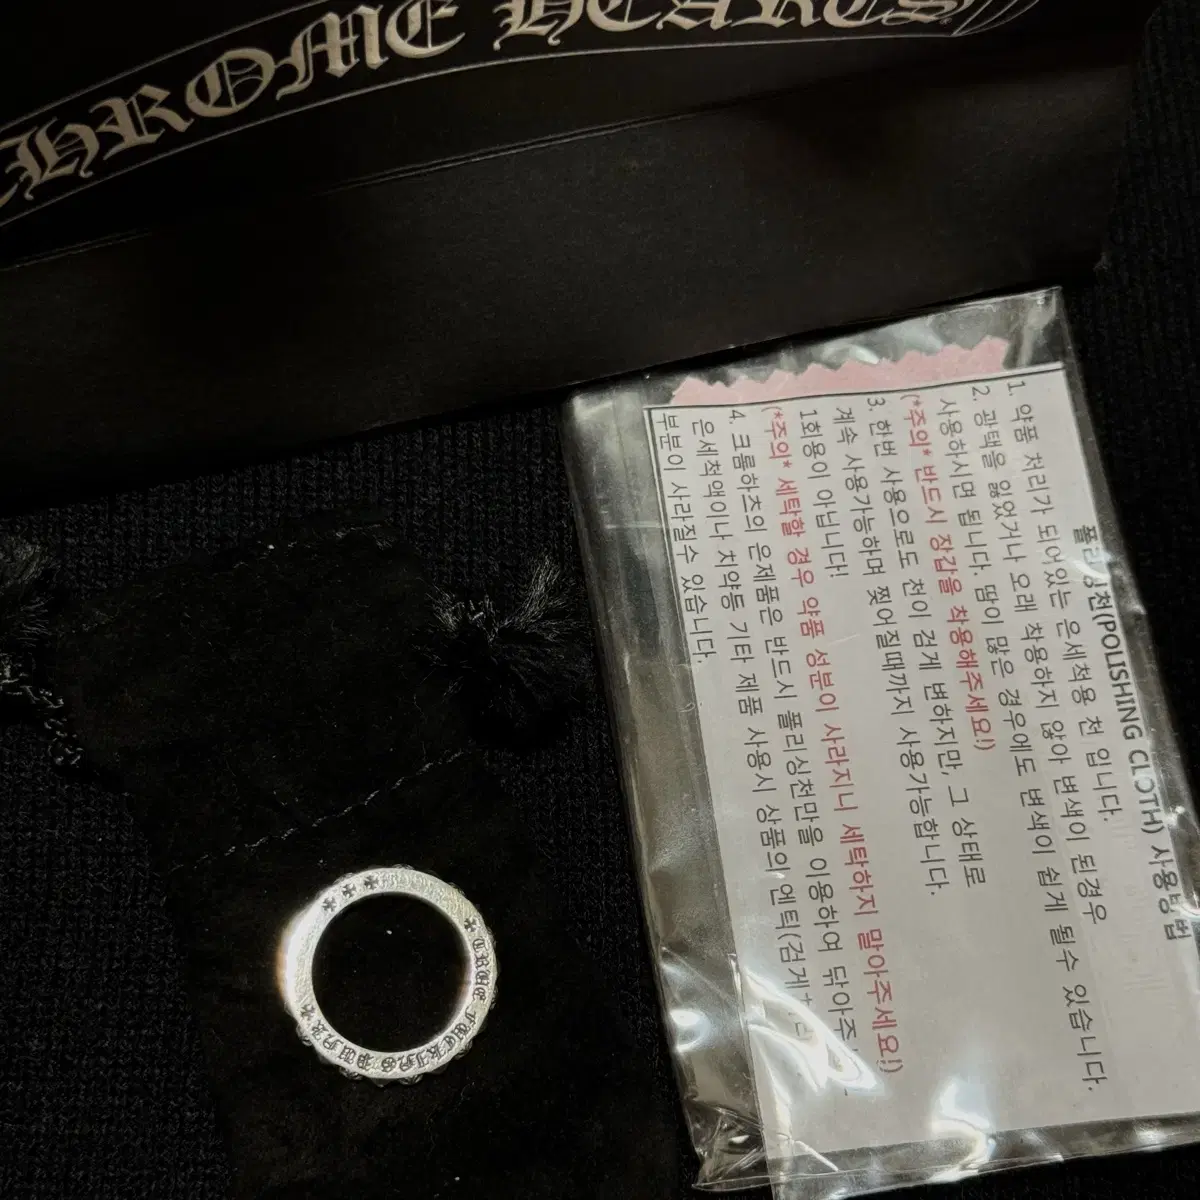 CHROME HEARTS
폴리싱천(POLISHING CLOTH) 사용방법
1. 약품 처리가 되어있는 은세척용 천 입니다.
2. 광택을 잃었거나 오래 착용하지 않아 변색이 된경우
사용하시면 됩니다. 땀이 많은 경우에도 변색이 쉽게 될수 있습니다.
(*주의* 반드시 장갑을 착용해주세요!)
3. 한번 사용으로도 천이 검게 변하지만, 그 상태로
계속 사용가능하며 찢어질때까지 사용가능합니다.
1회용이 아닙니다!
(*주의* 세탁할 경우 약품 성분이 사라지니 세탁하지 말아주세요!)
4. 크롬하츠의 은제품은 반드시 폴리싱천만을 이용하여 닦아주
은세척액이나 치약등 기타 제품 사용시 상품의 엔틱(검게
부분이 사라질수 있습니다.